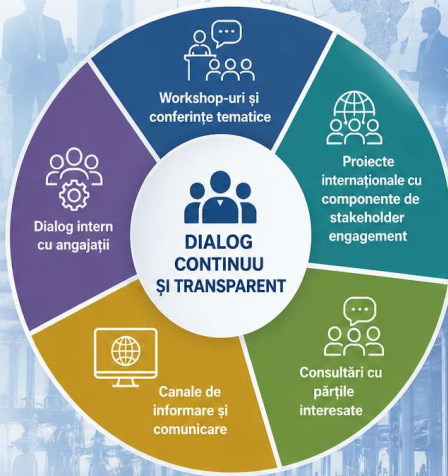 Workshop-uri și
conferințe tematice
Proiecte
internaționale cu
componente de
stakeholder
engagement
Dialog intern
cu angajații
DIALOG
CONTINUU
ȘI TRANSPARENT
Consultări cu
părțile
interesate
Canale de
informare și
comunicare